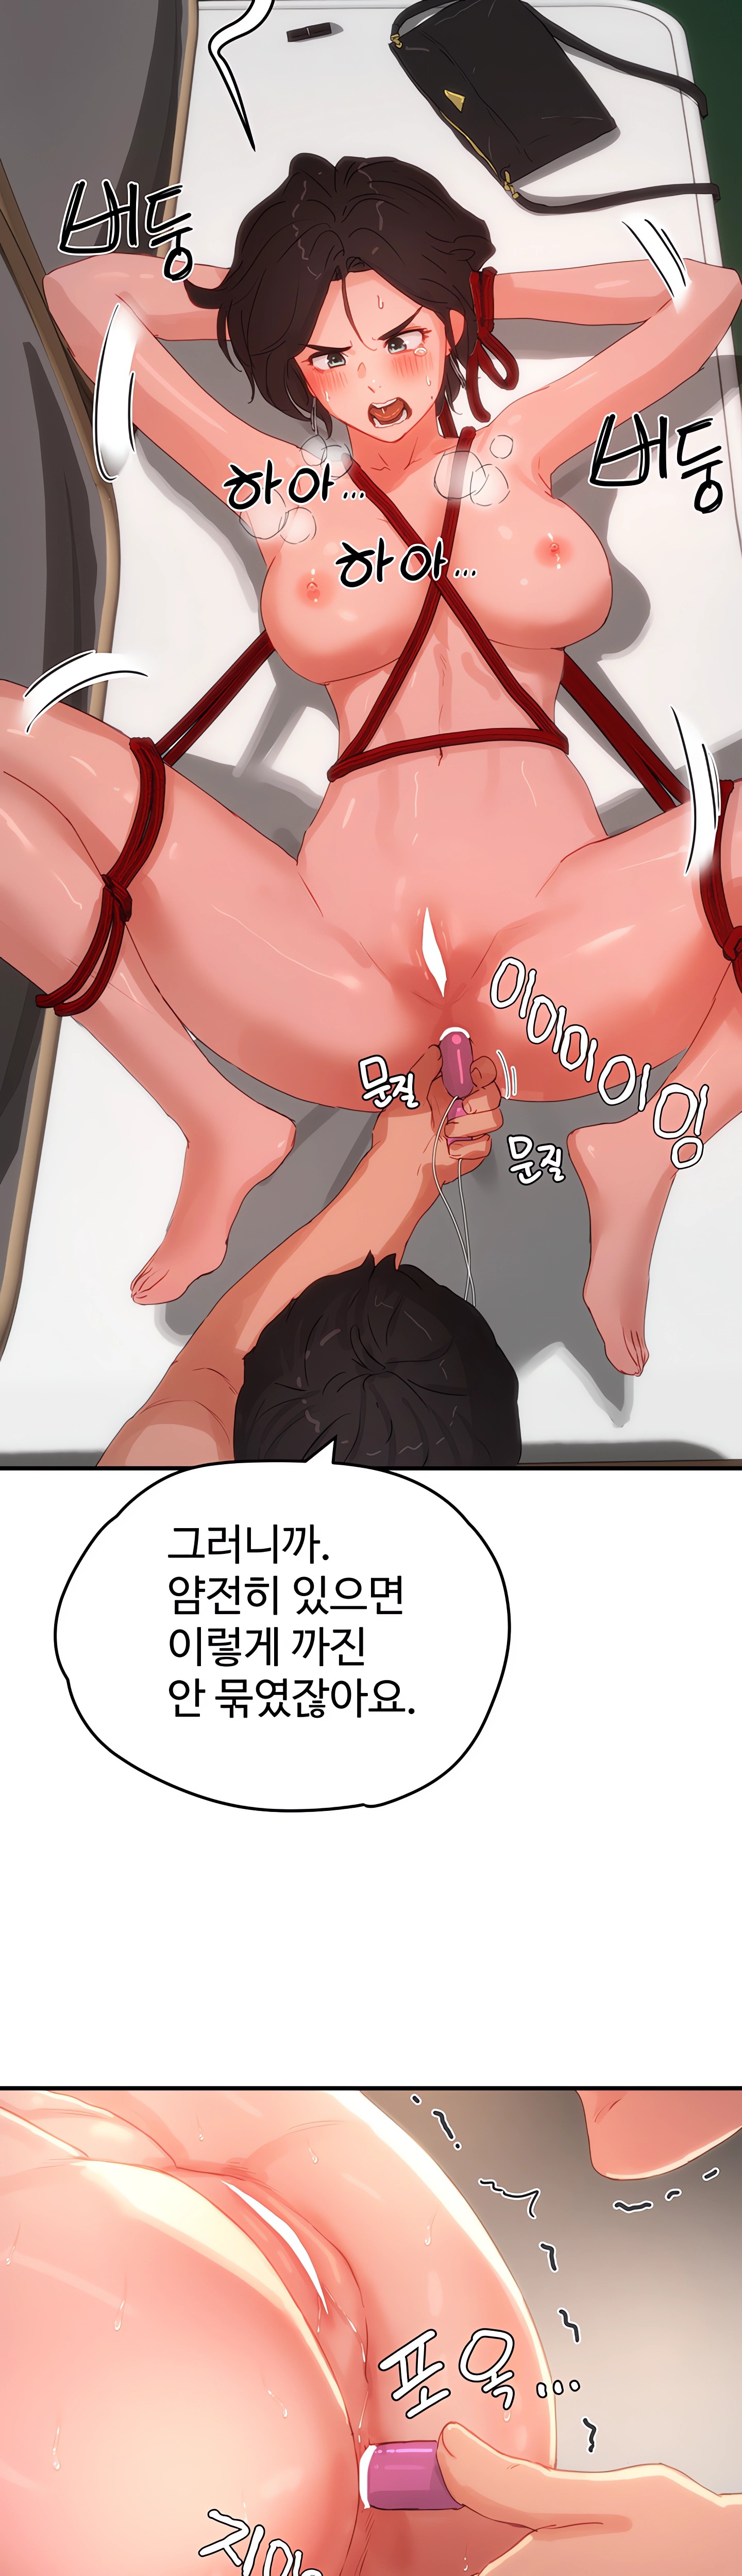 버둥
하아...
하아...
버둥
이이이이잉
문질
문질
그러니까.
얌전히 있으면
이렇게 까진
안 묶였잖아요.
포옥...